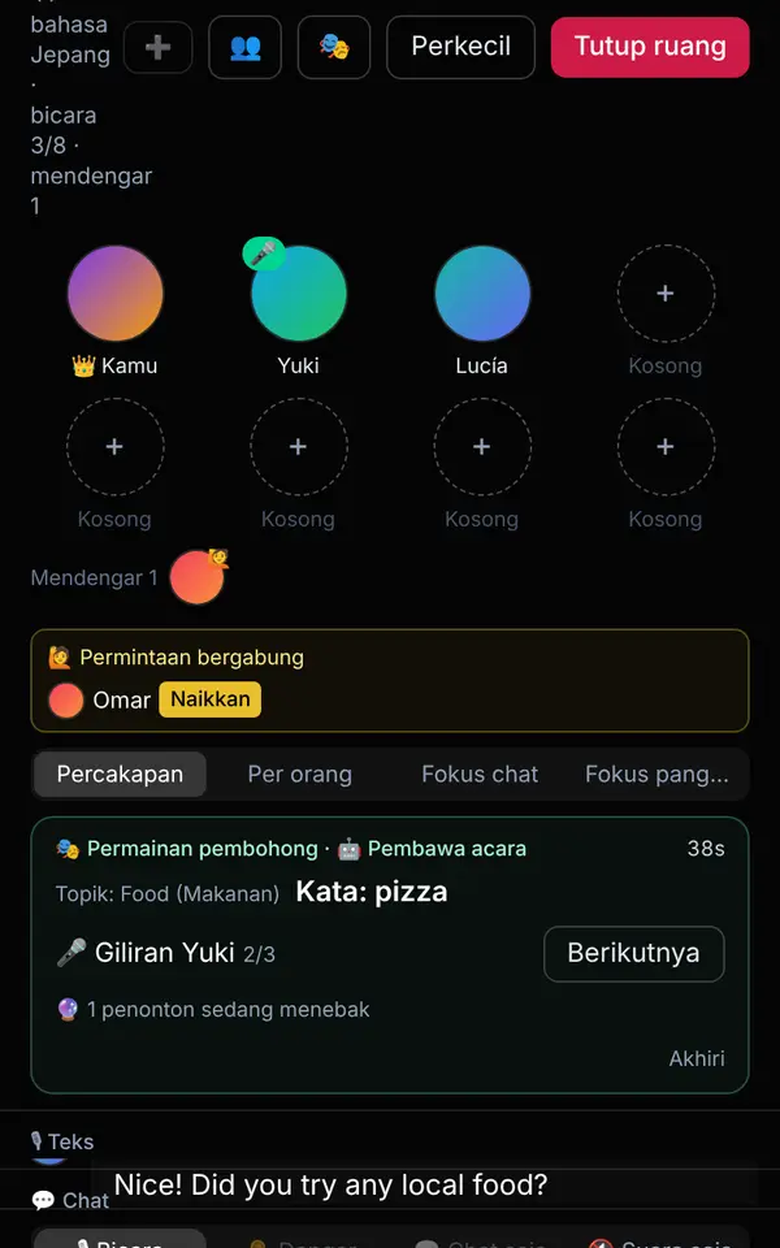 bahasa
Jepang
·
bicara
3/8 ·
mendengar
1
Perkecil
Tutup ruang
Kamu
Yuki
Lucía
Kosong
Kosong
Kosong
Kosong
Kosong
Mendengar 1
Permintaan bergabung
Omar Naikkan
Percakapan Per orang Fokus chat Fokus pang...
Permainan pembohong · Pembawa acara 38s
Topik: Food (Makanan) Kata: pizza
Giliran Yuki 2/3 Berikutnya
1 penonton sedang menebak
Akhiri
Teks
Nice! Did you try any local food?
Chat